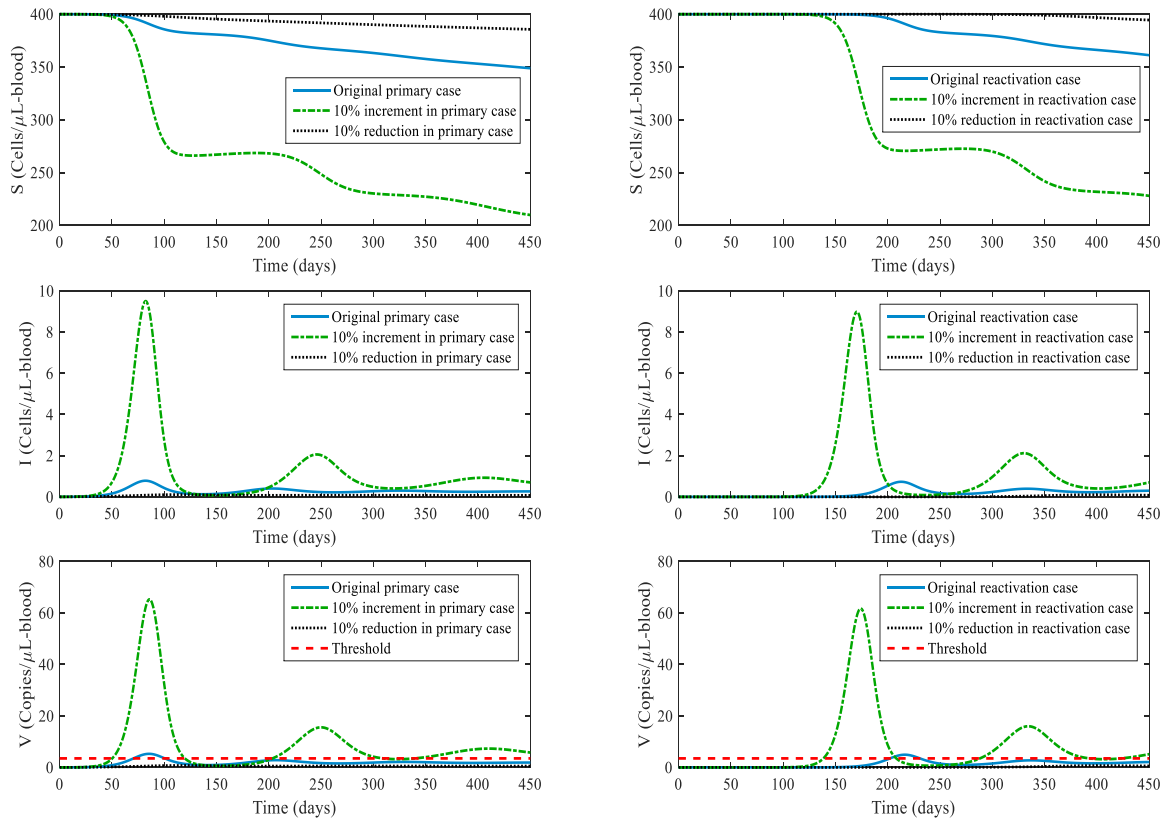 400
350
300
250
200
S (Cells/μL-blood)
Original primary case
10% increment in primary case
10% reduction in primary case
0 50 100 150 200 250 300 350 400 450
Time (days)
400
350
300
250
200
S (Cells/μL-blood)
Original reactivation case
10% increment in reactivation case
10% reduction in reactivation case
0 50 100 150 200 250 300 350 400 450
Time (days)
10
8
6
4
2
0
I (Cells/μL-blood)
Original primary case
10% increment in primary case
10% reduction in primary case
0 50 100 150 200 250 300 350 400 450
Time (days)
10
8
6
4
2
0
I (Cells/μL-blood)
Original reactivation case
10% increment in reactivation case
10% reduction in reactivation case
0 50 100 150 200 250 300 350 400 450
Time (days)
80
60
40
20
0
V (Copies/μL-blood)
Original primary case
10% increment in primary case
10% reduction in primary case
Threshold
0 50 100 150 200 250 300 350 400 450
Time (days)
80
60
40
20
0
V (Copies/μL-blood)
Original reactivation case
10% increment in reactivation case
10% reduction in reactivation case
Threshold
0 50 100 150 200 250 300 350 400 450
Time (days)